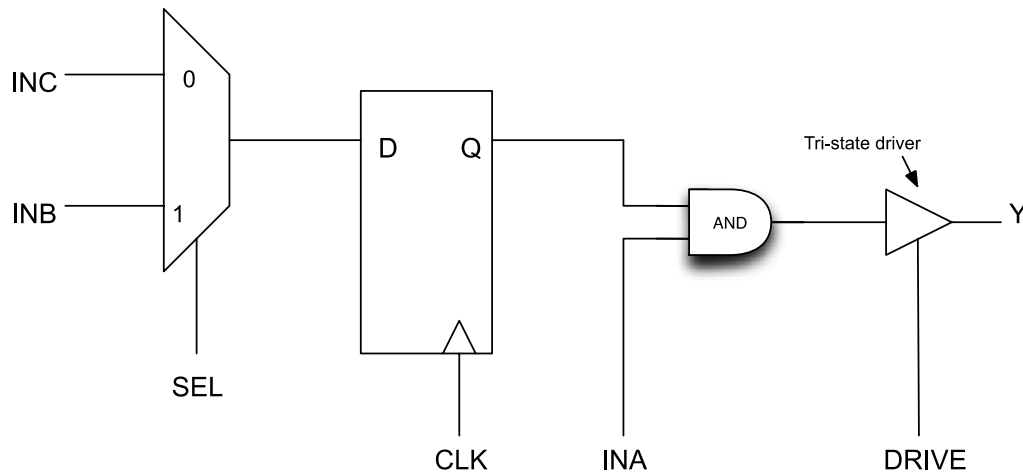 INC
0
INB
1
SEL
D
Q
CLK
INA
AND
Tri-state driver
Y
DRIVE